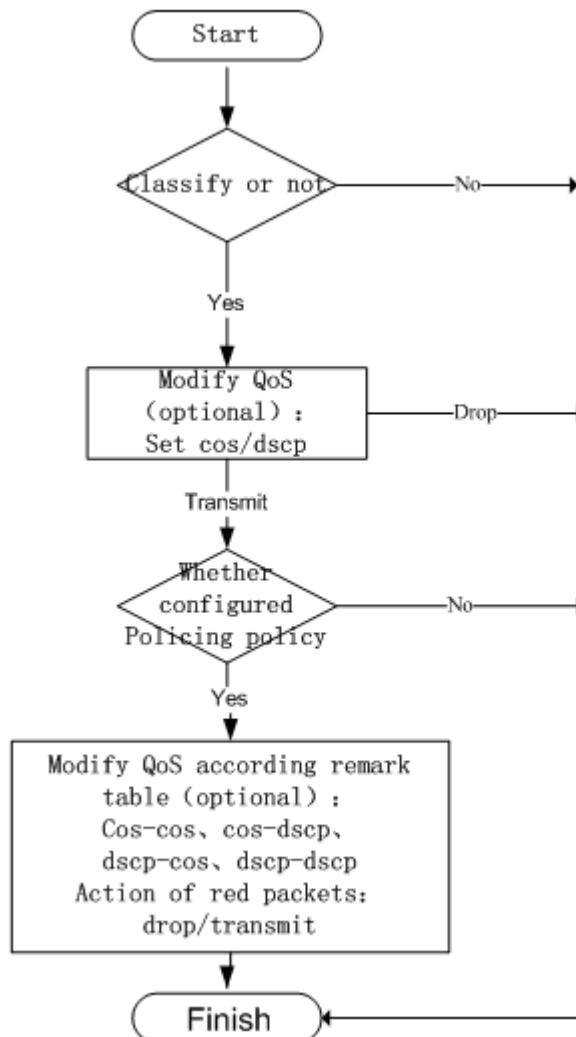 Start
Classify or not
No
Yes
Modify QoS
(optional)：
Set cos/dscp
Drop
Transmit
Whether
configured
Policing policy
No
Yes
Modify QoS according remark
table（optional）：
Cos-cos、cos-dscp、
dscp-cos、dscp-dscp
Action of red packets：
drop/transmit
Finish